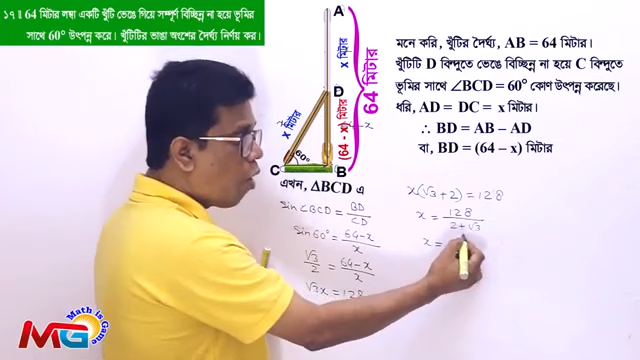 ১৭॥ 64 মিটার লম্বা একটি খুঁটি ভেঙে গিয়ে সম্পূর্ণ বিচ্ছিন্ন না হয়ে ভূমির
সাথে 60° উৎপন্ন করে। খুঁটিটির ভাঙা অংশের দৈর্ঘ্য নির্ণয় কর।
A
x মিটার
64 মিটার
D
x মিটার
(64 - x) মিটার
60°
C
B
মনে করি, খুঁটির দৈর্ঘ্য, AB = 64 মিটার।
খুঁটিটি D বিন্দুতে ভেঙে বিচ্ছিন্ন না হয়ে C বিন্দুতে
ভূমির সাথে ∠BCD = 60° কোণ উৎপন্ন করেছে।
ধরি, AD = DC = x মিটার।
∴ BD = AB – AD
বা, BD = (64 – x) মিটার
এখন, ΔBCD এ
sin∠BCD = BD/CD
sin 60° = 64-x/x
√3/2 = 64-x/x
√3x = 128
x(√3+2) = 128
x = 128/2+√3
x =
MG
Math is Game